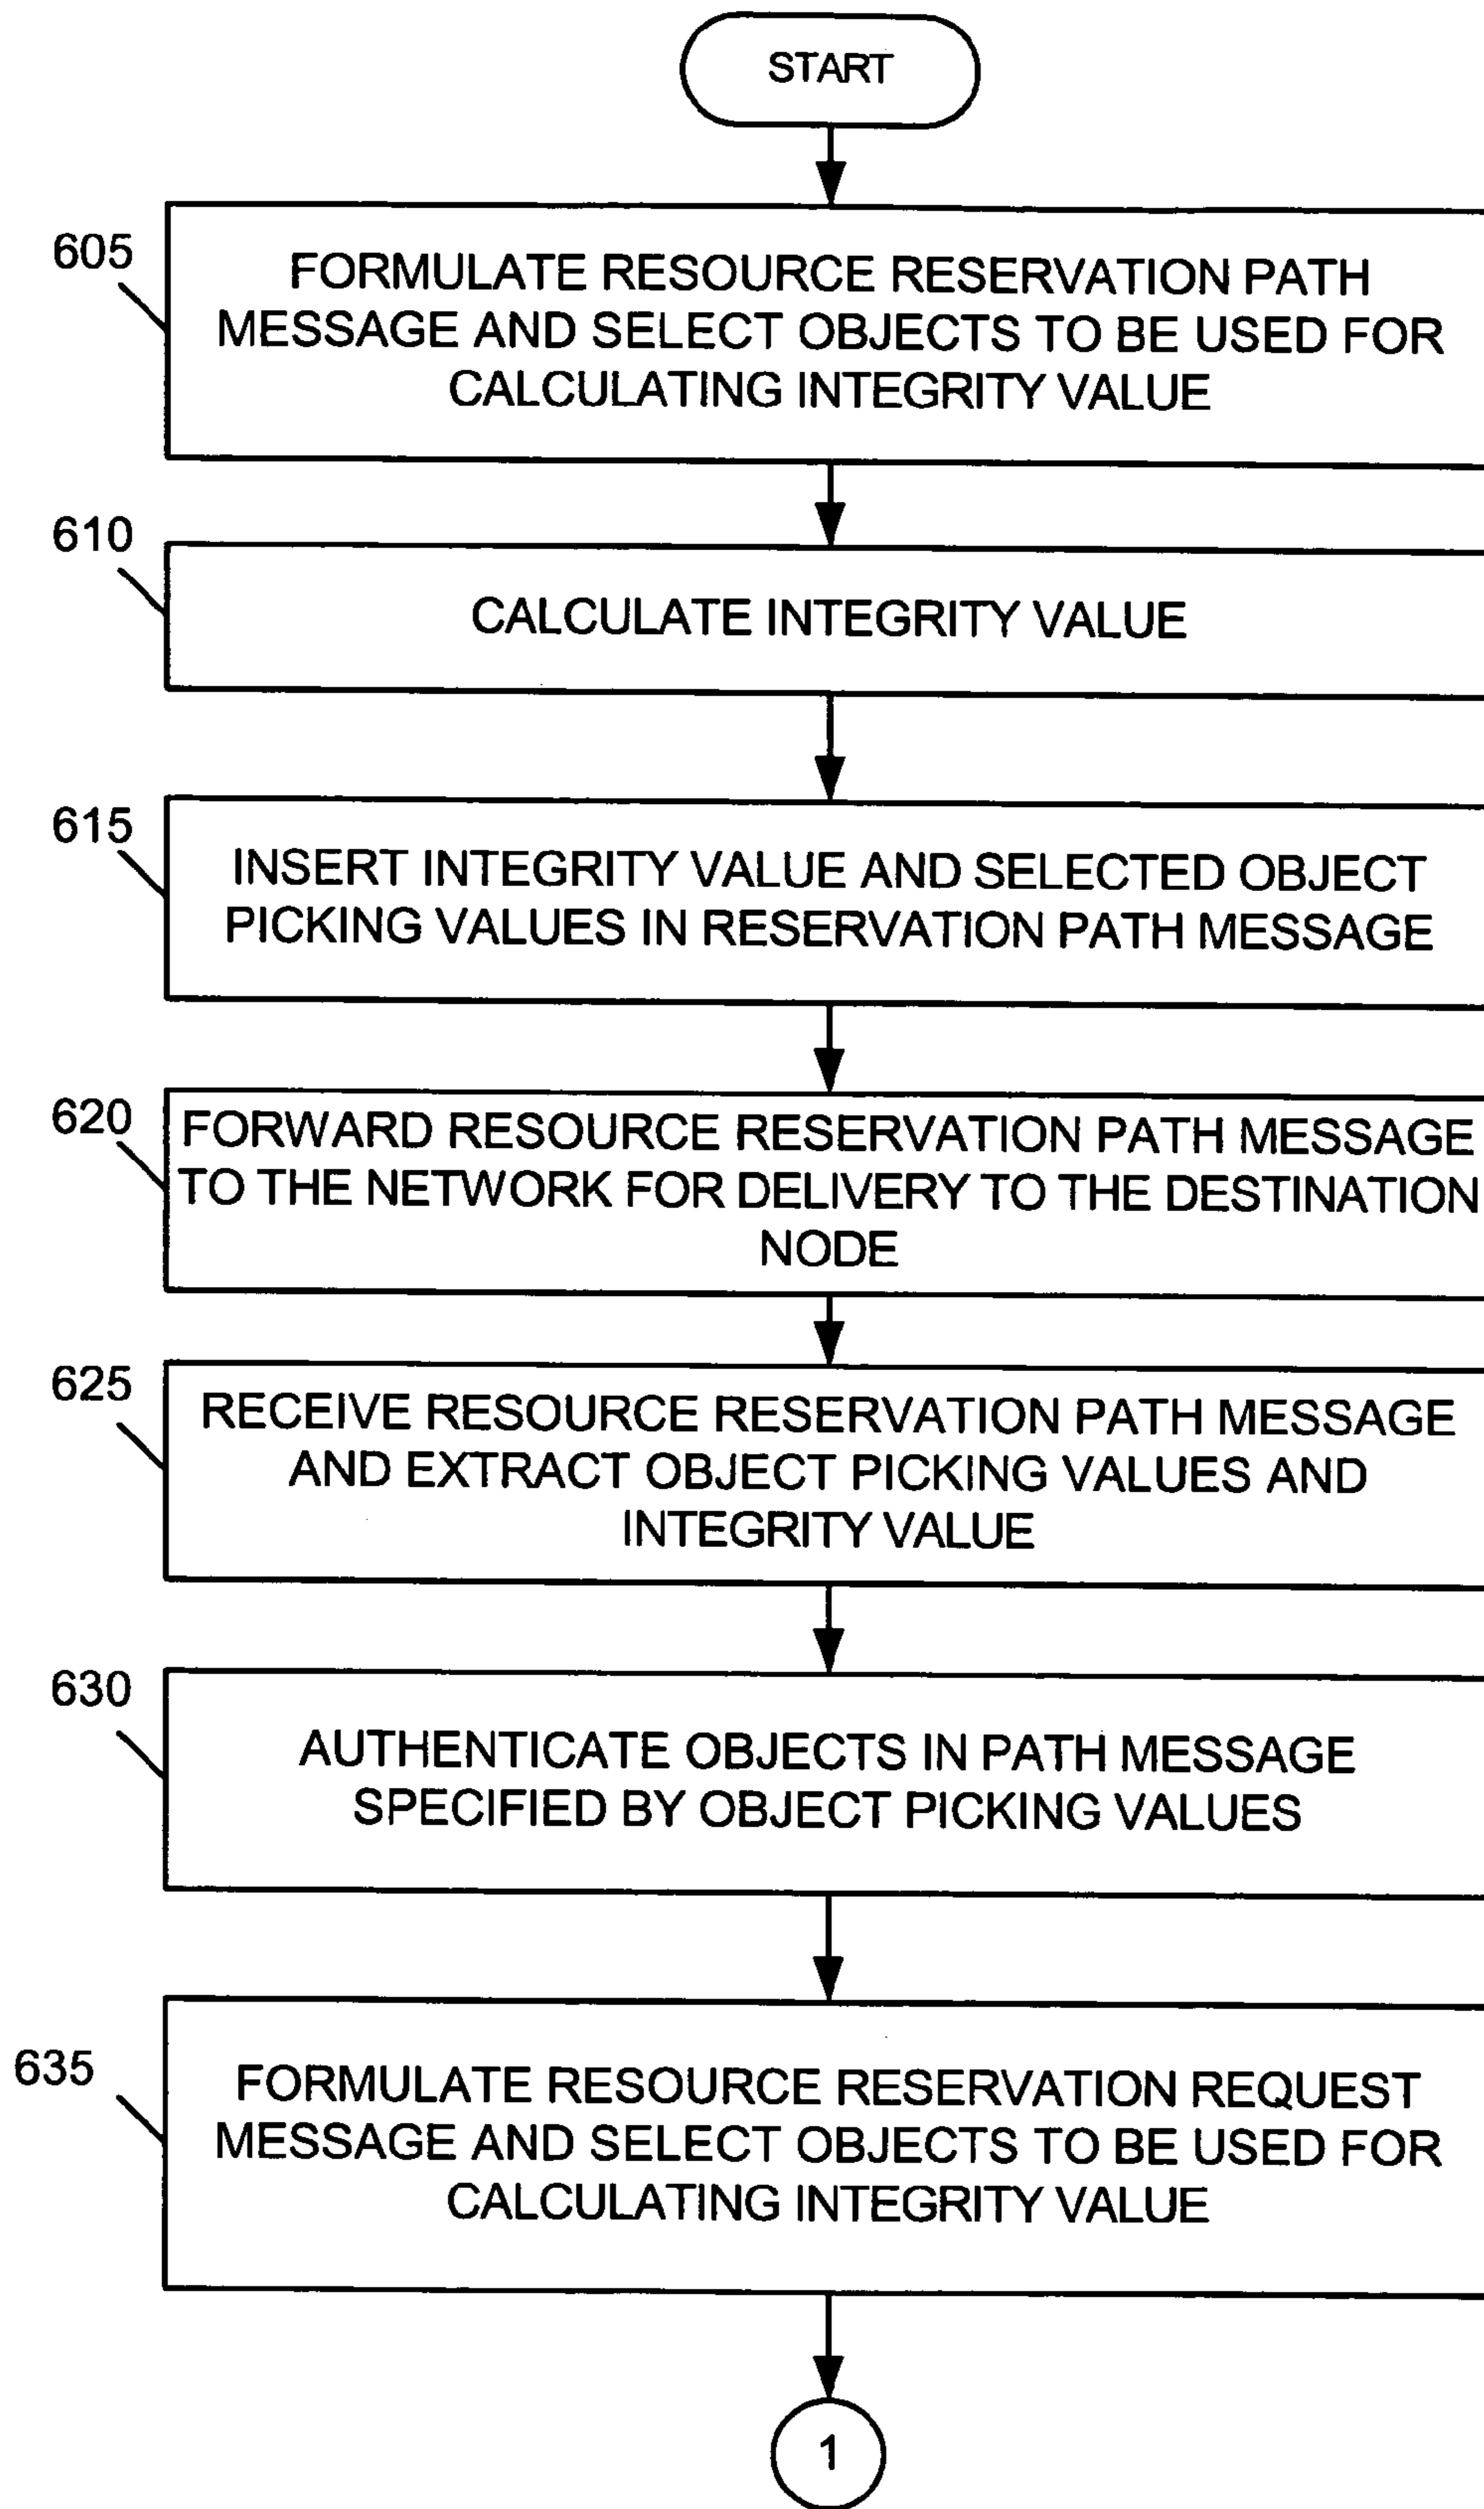 START
605
FORMULATE RESOURCE RESERVATION PATH
MESSAGE AND SELECT OBJECTS TO BE USED FOR
CALCULATING INTEGRITY VALUE
610
CALCULATE INTEGRITY VALUE
615
INSERT INTEGRITY VALUE AND SELECTED OBJECT
PICKING VALUES IN RESERVATION PATH MESSAGE
620
FORWARD RESOURCE RESERVATION PATH MESSAGE
TO THE NETWORK FOR DELIVERY TO THE DESTINATION
NODE
625
RECEIVE RESOURCE RESERVATION PATH MESSAGE
AND EXTRACT OBJECT PICKING VALUES AND
INTEGRITY VALUE
630
AUTHENTICATE OBJECTS IN PATH MESSAGE
SPECIFIED BY OBJECT PICKING VALUES
635
FORMULATE RESOURCE RESERVATION REQUEST
MESSAGE AND SELECT OBJECTS TO BE USED FOR
CALCULATING INTEGRITY VALUE
1